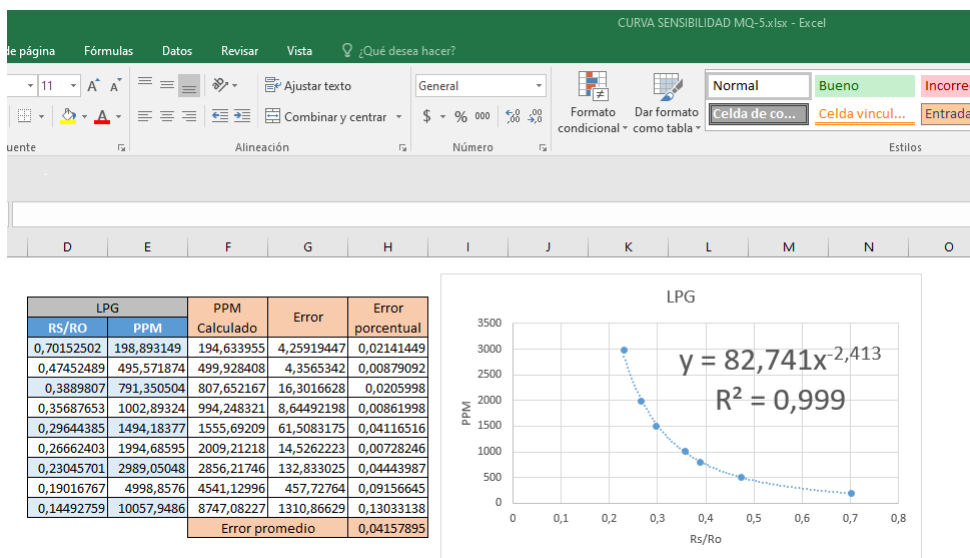 CURVA SENSIBILIDAD MQ-5.xlsx - Excel
de página Fórmulas Datos Revisar Vista ¿Qué desea hacer?
11 A A Ajustar texto General Normal Bueno
A Combinar y centrar $ % 000 Formato condicional Dar formato como tabla Celda de co... Celda vincul... Entrada
Alineación Número Estilos
D E F G H I J K L M N O
LPG PPM Calculado Error Error porcentual
RS/RO PPM
0,70152502 198,893149 194,633955 4,25919447 0,02141449
0,47452489 495,571874 499,928408 4,3565342 0,00879092
0,3889807 791,350504 807,652167 16,3016628 0,0205998
0,35687653 1002,89324 994,248321 8,64492198 0,00861998
0,29644385 1494,18377 1555,69209 61,5083175 0,04116516
0,26662403 1994,68595 2009,21218 14,5262223 0,00728246
0,23045701 2989,05048 2856,21746 132,833025 0,04443987
0,19016767 4998,8576 4541,12996 457,72764 0,09156645
0,14492759 10057,9486 8747,08227 1310,86629 0,13033138
Error promedio 0,04157895
LPG
3500
3000
2500
2000
1500
1000
500
0
PPM
y = 82,741x^-2,413
R² = 0,999
0 0,1 0,2 0,3 0,4 0,5 0,6 0,7 0,8
Rs/Ro